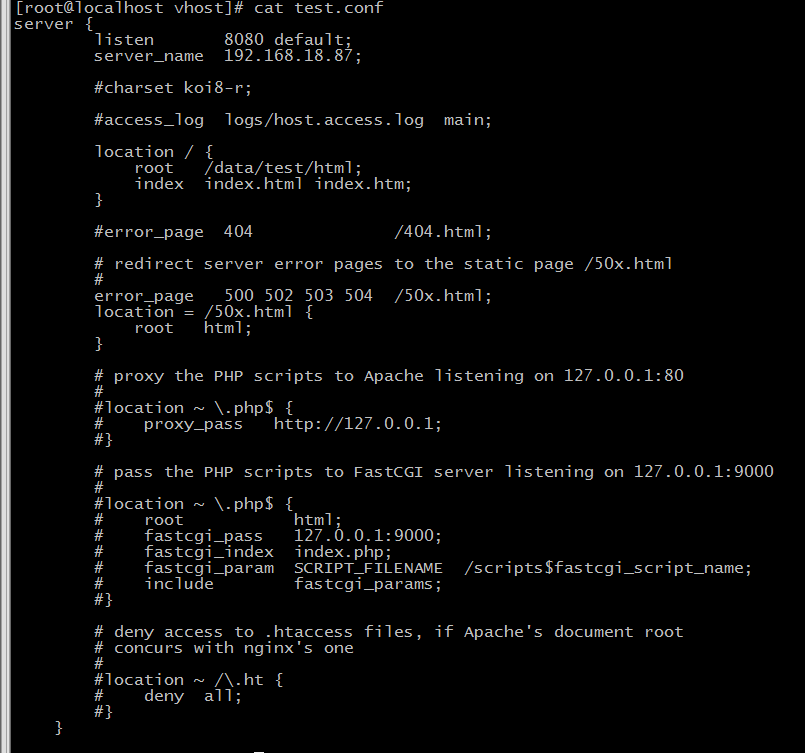 [root@localhost vhost]# cat test.conf
server {
        listen       8080 default;
        server_name  192.168.18.87;
        #charset koi8-r;
        #access_log  logs/host.access.log  main;
        location / {
            root   /data/test/html;
            index  index.html index.htm;
        }
        #error_page  404              /404.html;
        # redirect server error pages to the static page /50x.html
        #
        error_page   500 502 503 504  /50x.html;
        location = /50x.html {
            root   html;
        }
        # proxy the PHP scripts to Apache listening on 127.0.0.1:80
        #
        #location ~ \.php$ {
        #    proxy_pass   http://127.0.0.1;
        #}
        # pass the PHP scripts to FastCGI server listening on 127.0.0.1:9000
        #
        #location ~ \.php$ {
        #    root           html;
        #    fastcgi_pass   127.0.0.1:9000;
        #    fastcgi_index  index.php;
        #    fastcgi_param  SCRIPT_FILENAME  /scripts$fastcgi_script_name;
        #    include        fastcgi_params;
        #}
        # deny access to .htaccess files, if Apache's document root
        # concurs with nginx's one
        #
        #location ~ /\.ht {
        #    deny  all;
        #}
    }